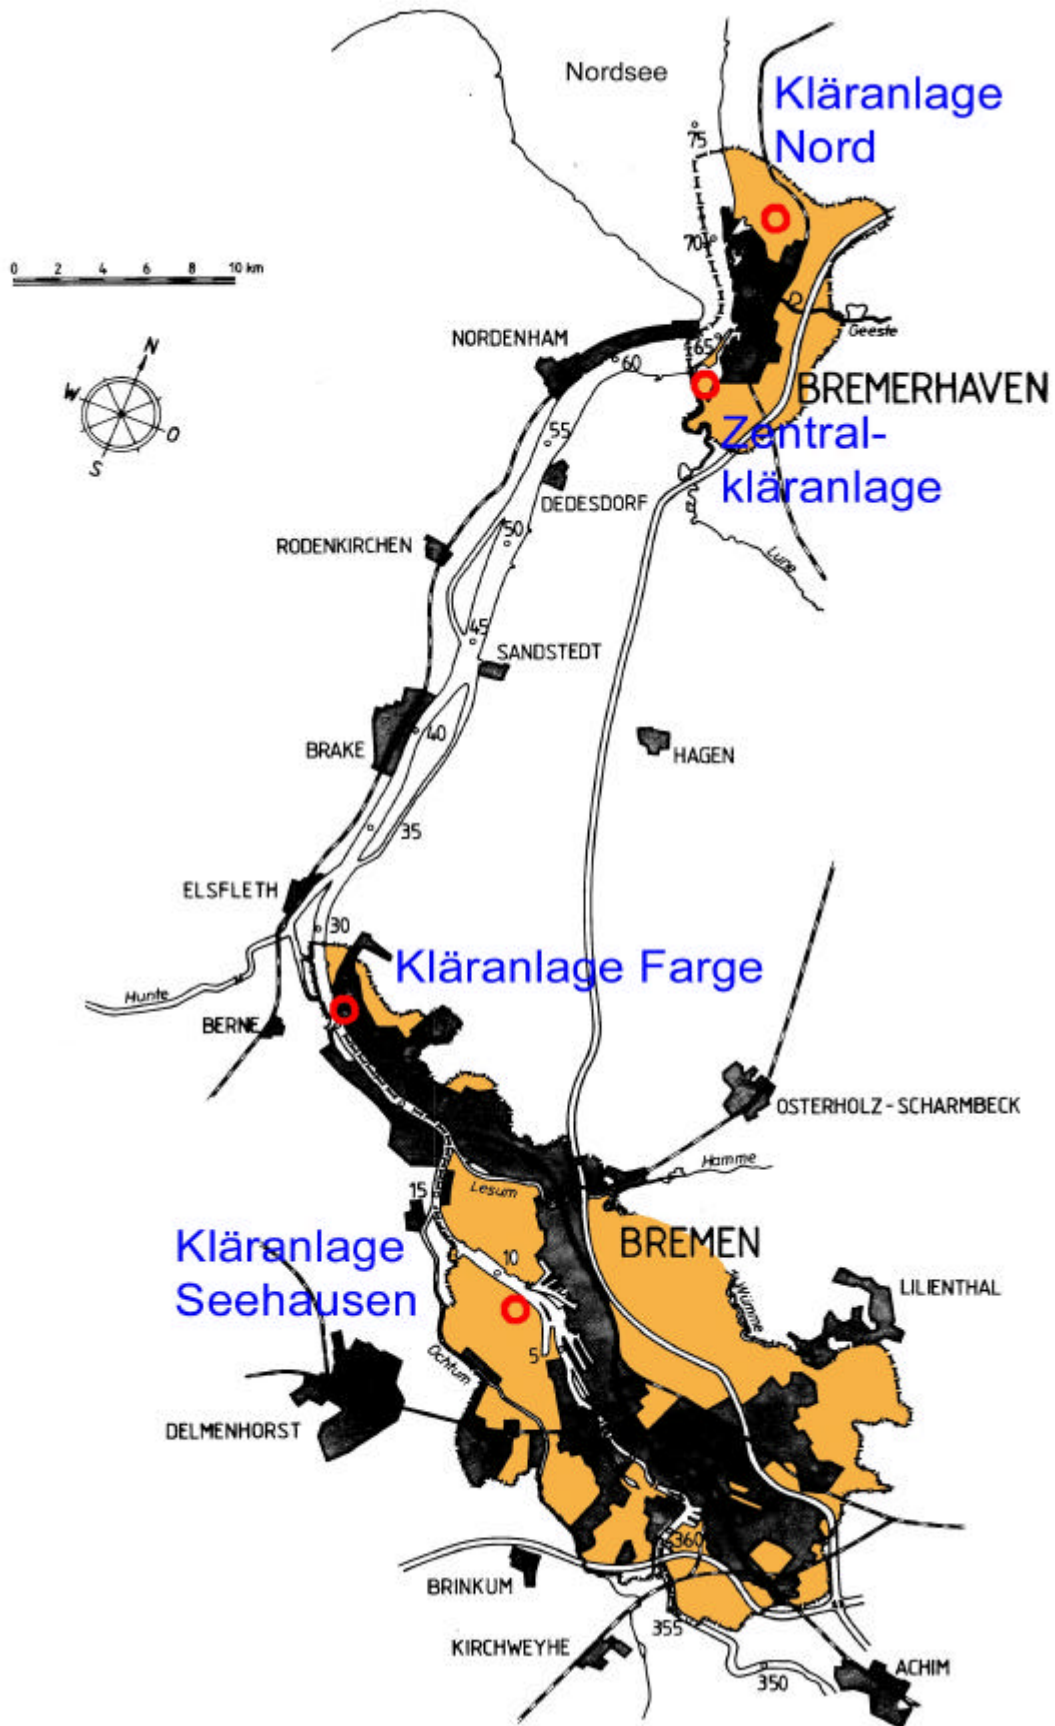 Nordsee
Kläranlage
Nord
75
70
0 2 4 6 8 10 km
N
W
O
S
NORDENHAM
65
60
Geeste
BREMERHAVEN
Zentral-
kläranlage
55
DEDESDORF
50
RODENKIRCHEN
Lune
45
SANDSTEDT
40
BRAKE
HAGEN
35
ELSFLETH
30
Kläranlage Farge
Hunte
BERNE
OSTERHOLZ-SCHARMBECK
Hamme
Lesum
15
Kläranlage
Seehausen
BREMEN
10
LILIENTHAL
Wümme
5
Ochtum
DELMENHORST
360
BRINKUM
355
KIRCHWEYHE
350
ACHIM